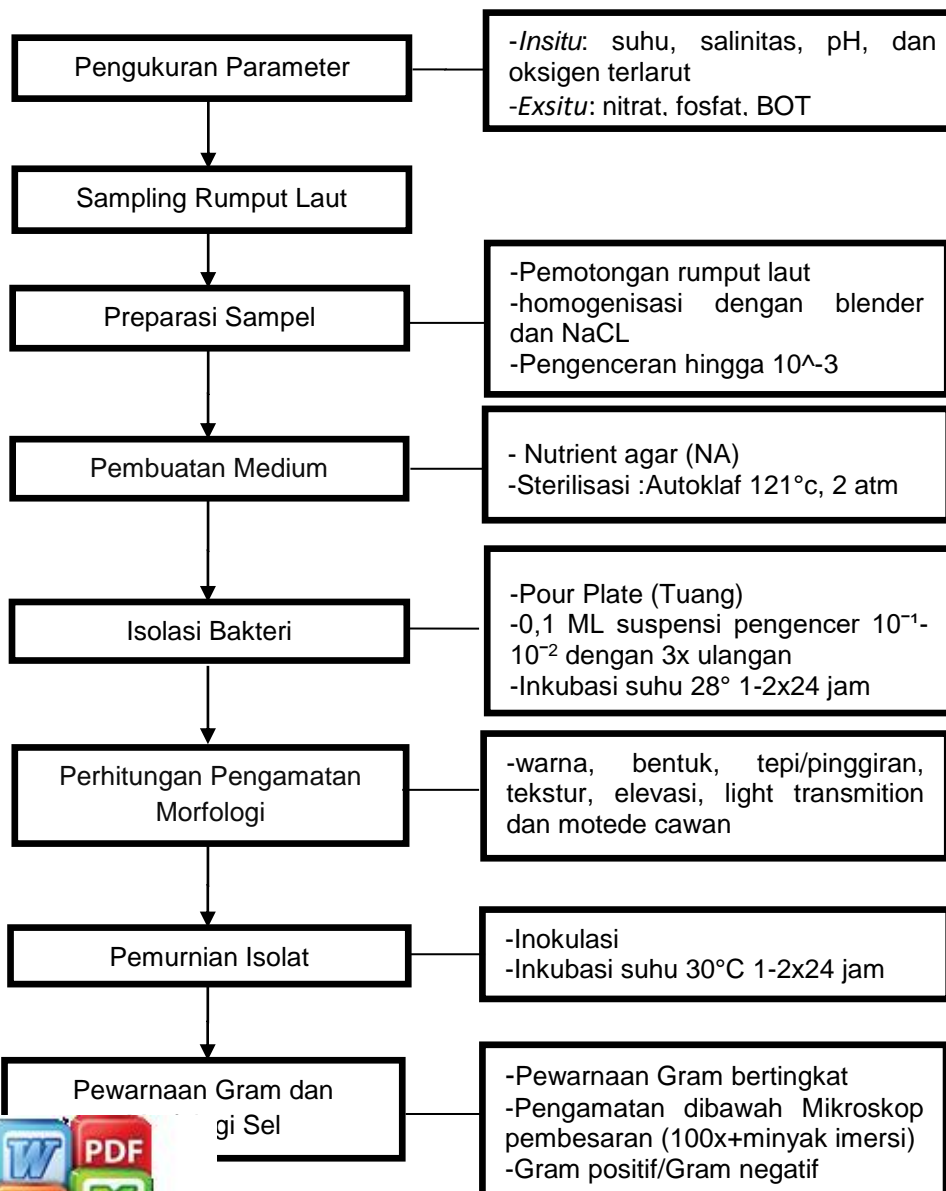 Pengukuran Parameter
-Insitu: suhu, salinitas, pH, dan
oksigen terlarut
-Exsitu: nitrat, fosfat, BOT
Sampling Rumput Laut
Preparasi Sampel
-Pemotongan rumput laut
-homogenisasi dengan blender
dan NaCL
-Pengenceran hingga 10^-3
Pembuatan Medium
- Nutrient agar (NA)
-Sterilisasi :Autoklaf 121°c, 2 atm
Isolasi Bakteri
-Pour Plate (Tuang)
-0,1 ML suspensi pengencer 10⁻¹-
10⁻² dengan 3x ulangan
-Inkubasi suhu 28° 1-2x24 jam
Perhitungan Pengamatan
Morfologi
-warna, bentuk, tepi/pinggiran,
tekstur, elevasi, light transmition
dan motede cawan
Pemurnian Isolat
-Inokulasi
-Inkubasi suhu 30°C 1-2x24 jam
Pewarnaan Gram dan
gi Sel
-Pewarnaan Gram bertingkat
-Pengamatan dibawah Mikroskop
pembesaran (100x+minyak imersi)
-Gram positif/Gram negatif
W PDF